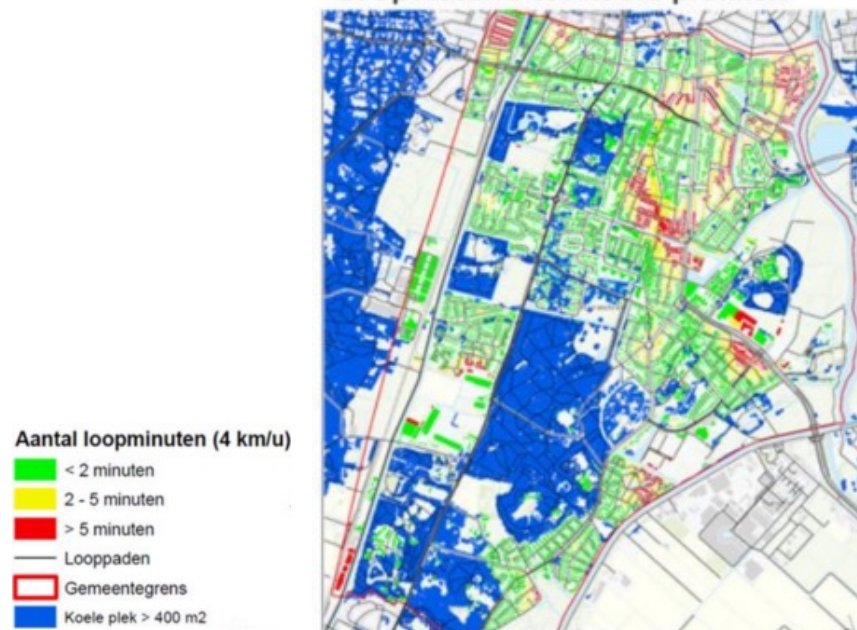 Aantal loopminuten (4 km/u)
< 2 minuten
2 - 5 minuten
> 5 minuten
Looppaden
Gemeentegrens
Koele plek > 400 m2